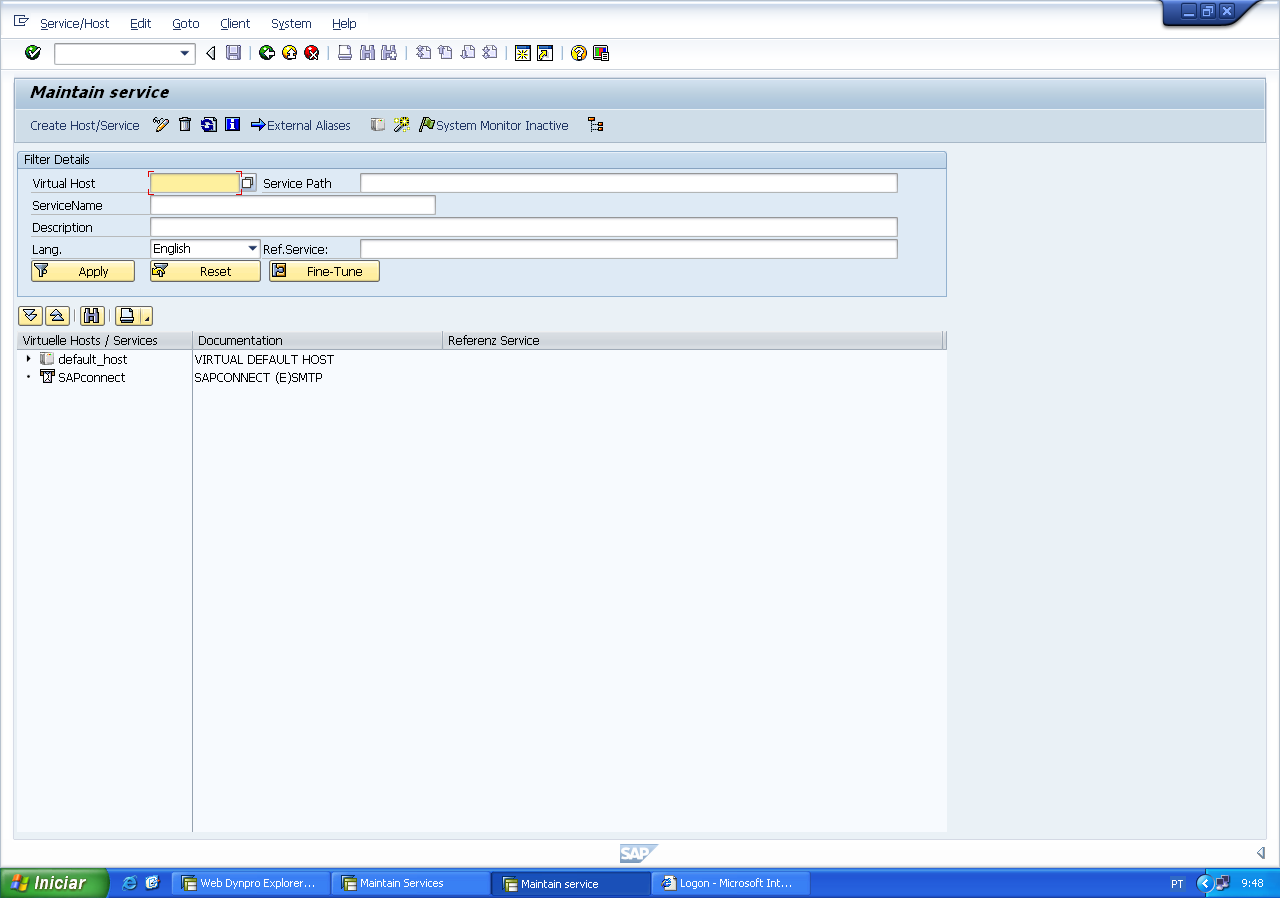 Service/Host Edit Goto Client System Help
Maintain service
Create Host/Service External Aliases System Monitor Inactive
Filter Details
Virtual Host Service Path
ServiceName
Description
Lang. English Ref.Service:
Apply Reset Fine-Tune
Virtuelle Hosts / Services Documentation Referenz Service
default_host VIRTUAL DEFAULT HOST
SAPconnect SAPCONNECT (E)SMTP
SAP
Iniciar Web Dynpro Explorer... Maintain Services Maintain service Logon - Microsoft Int... PT 9:48